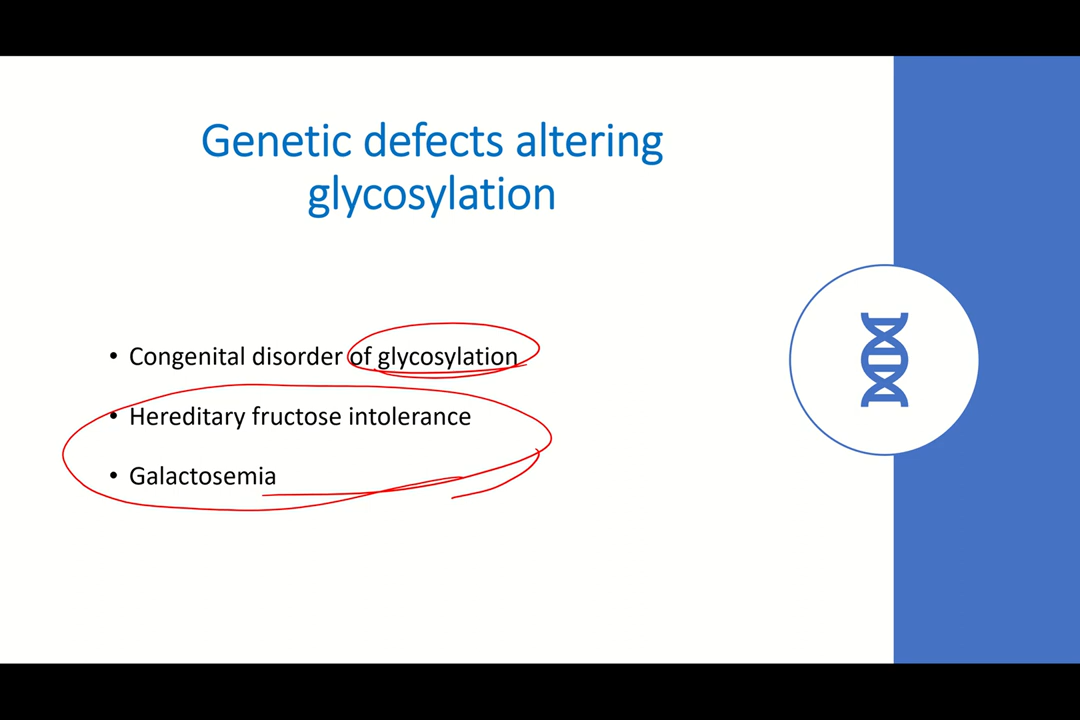 Genetic defects altering
glycosylation
• Congenital disorder of glycosylation
• Hereditary fructose intolerance
• Galactosemia